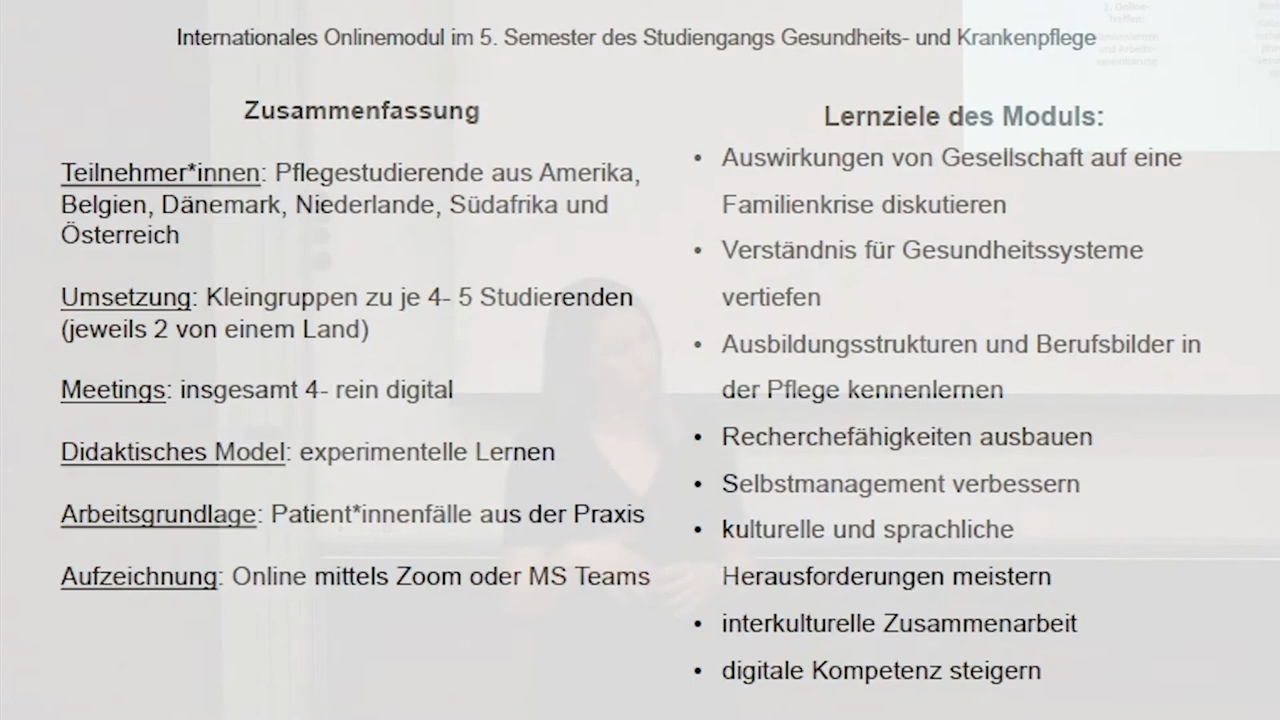 Internationales Onlinemodul im 5. Semester des Studiengangs Gesundheits- und Krankenpflege
Zusammenfassung
Teilnehmer*innen: Pflegestudierende aus Amerika,
Belgien, Dänemark, Niederlande, Südafrika und
Österreich
Umsetzung: Kleingruppen zu je 4- 5 Studierenden
(jeweils 2 von einem Land)
Meetings: insgesamt 4- rein digital
Didaktisches Model: experimentelle Lernen
Arbeitsgrundlage: Patient*innenfälle aus der Praxis
Aufzeichnung: Online mittels Zoom oder MS Teams
Lernziele des Moduls:
• Auswirkungen von Gesellschaft auf eine
Familienkrise diskutieren
• Verständnis für Gesundheitssysteme
vertiefen
• Ausbildungsstrukturen und Berufsbilder in
der Pflege kennenlernen
• Recherchefähigkeiten ausbauen
• Selbstmanagement verbessern
• kulturelle und sprachliche
Herausforderungen meistern
• interkulturelle Zusammenarbeit
• digitale Kompetenz steigern
1. Online-
Treffen: